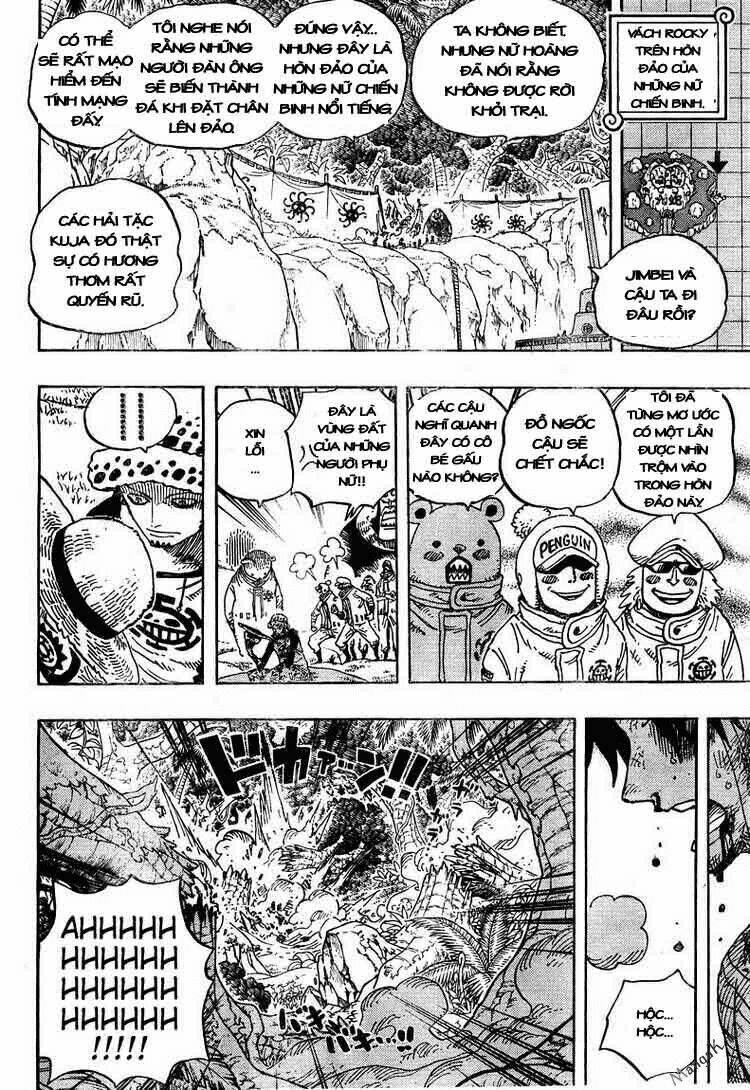 VÁCH ROCKY
TRÊN HÒN
ĐẢO CỦA
NHỮNG NỮ
CHIẾN BINH.
JIMBEI VÀ
CẬU TA ĐI
ĐÂU RỒI?
TA KHÔNG BIẾT.
NHƯNG NỮ HOÀNG
ĐÃ NÓI RẰNG
KHÔNG ĐƯỢC RỜI
KHỎI TRẠI.
ĐÚNG VẬY...
NHƯNG ĐÂY LÀ
HÒN ĐẢO CỦA
NHỮNG NỮ CHIẾN
BINH NỔI TIẾNG.
TÔI NGHE NÓI
RẰNG NHỮNG
NGƯỜI ĐÀN ÔNG
SẼ BIẾN THÀNH
ĐÁ KHI ĐẶT CHÂN
LÊN ĐẢO.
CÓ THỂ
SẼ RẤT MẠO
HIỂM ĐẾN
TÍNH MẠNG
ĐẤY.
CÁC HẢI TẶC
KUJA ĐÓ THẬT
SỰ CÓ HƯƠNG
THƠM RẤT
QUYẾN RŨ.
TÔI ĐÃ
TỪNG MƠ ƯỚC
CÓ MỘT LẦN
ĐƯỢC NHÌN
TRỘM VÀO
TRONG HÒN
ĐẢO NÀY.
ĐỒ NGỐC
CẬU SẼ
CHẾT CHẮC!
CÁC CẬU
NGHĨ QUANH
ĐÂY CÓ CÔ
BÉ GẤU
NÀO KHÔNG?
PENGUIN
ĐÂY LÀ
VÙNG ĐẤT
CỦA NHỮNG
NGƯỜI PHỤ
NỮ!!
XIN
LỖI
...
HỘC...
HỘC...
ドカァーン!!
AHHHHH
HHHHHH
HHHHHH
HHHHHH
!!!!!
MangaK